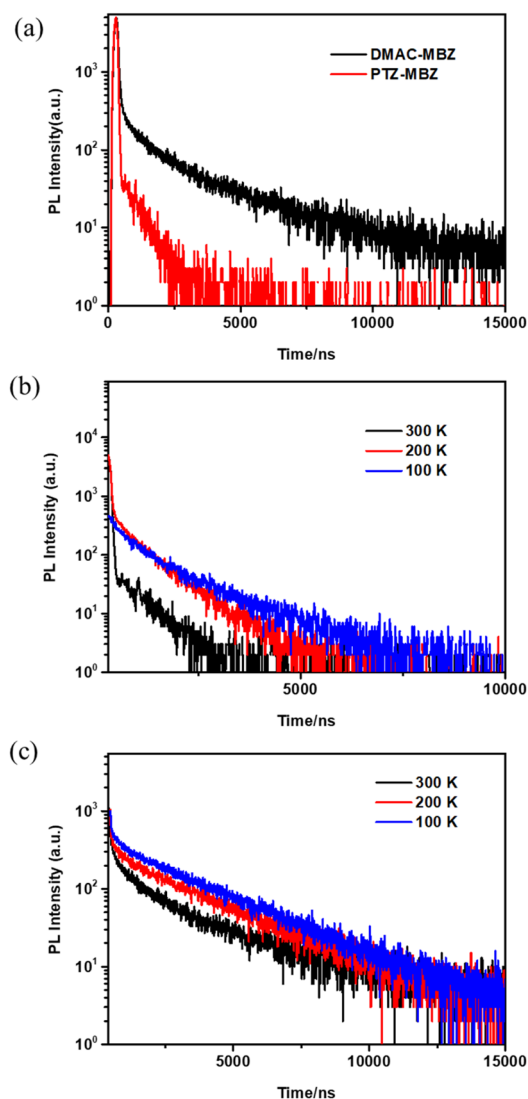 (a)
DMAC-MBZ
PTZ-MBZ
PL Intensity(a.u.)
10³
10²
10¹
10⁰
0 5000 10000 15000
Time/ns
(b)
300 K
200 K
100 K
PL Intensity (a.u.)
10⁴
10³
10²
10¹
10⁰
5000 10000
Time/ns
(c)
300 K
200 K
100 K
PL Intensity (a.u.)
10³
10²
10¹
10⁰
5000 10000 15000
Time/ns